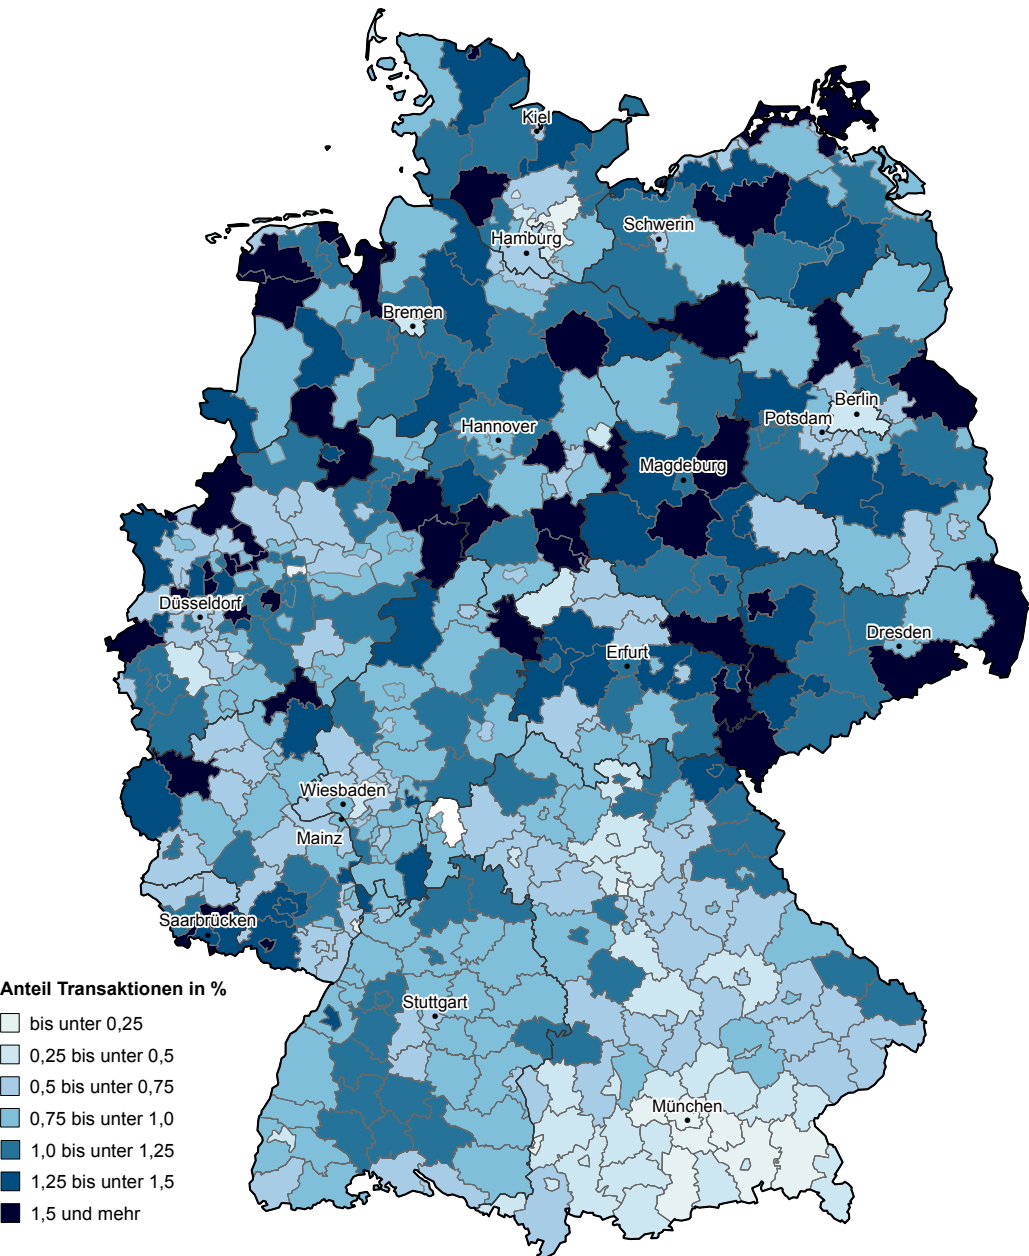 Kiel
Schwerin
Hamburg
Bremen
Berlin
Potsdam
Hannover
Magdeburg
Düsseldorf
Dresden
Erfurt
Wiesbaden
Mainz
Saarbrücken
Anteil Transaktionen in %
Stuttgart
bis unter 0,25
0,25 bis unter 0,5
0,5 bis unter 0,75
München
0,75 bis unter 1,0
1,0 bis unter 1,25
1,25 bis unter 1,5
1,5 und mehr